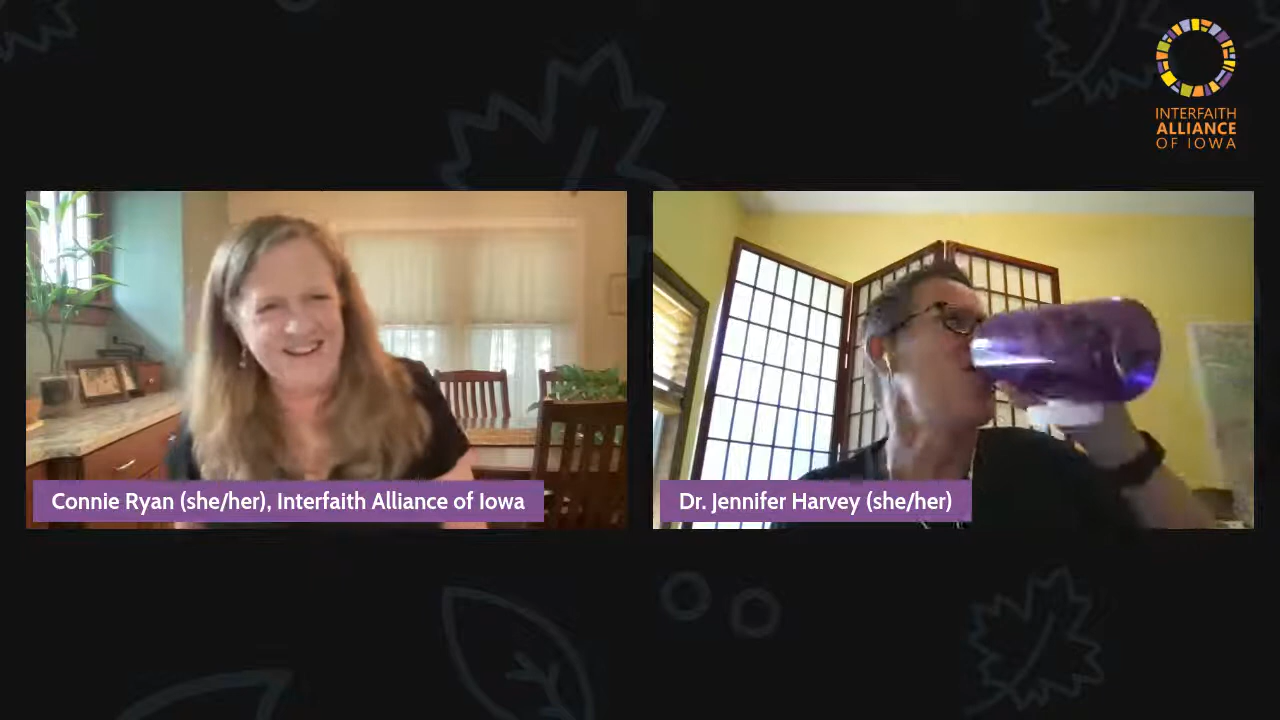 INTERFAITH
ALLIANCE
OF IOWA
Connie Ryan (she/her), Interfaith Alliance of Iowa
Dr. Jennifer Harvey (she/her)